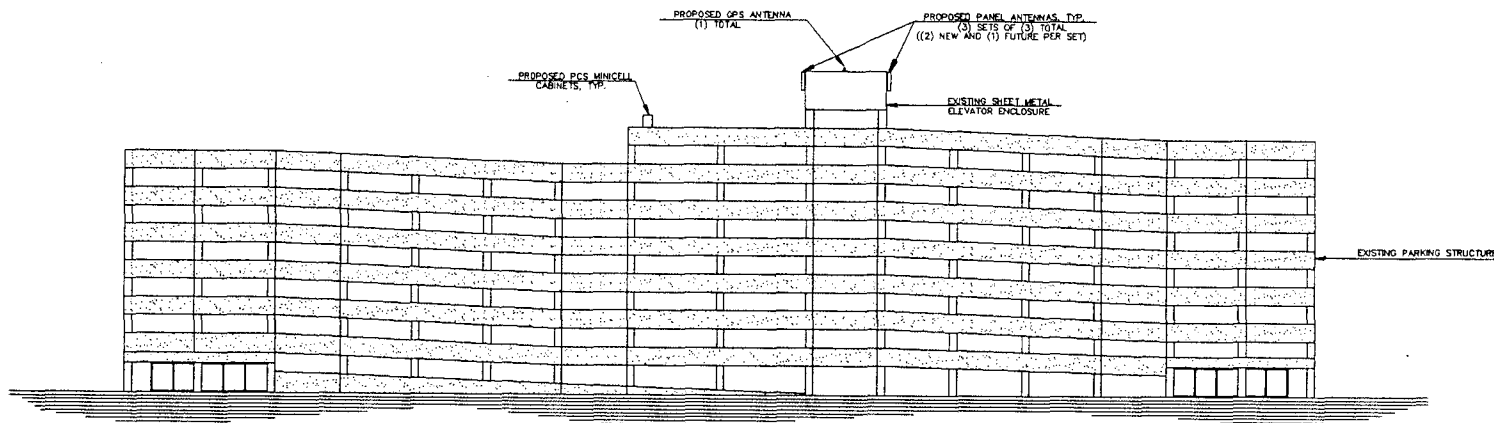 PROPOSED GPS ANTENNA
(1) TOTAL
PROPOSED PANEL ANTENNAS, TYP.
(3) SETS OF (3) TOTAL
((2) NEW AND (1) FUTURE PER SET)
PROPOSED PCS MINICELL
CABINETS, TYP.
EXISTING SHEET METAL
ELEVATOR ENCLOSURE
EXISTING PARKING STRUCTURE